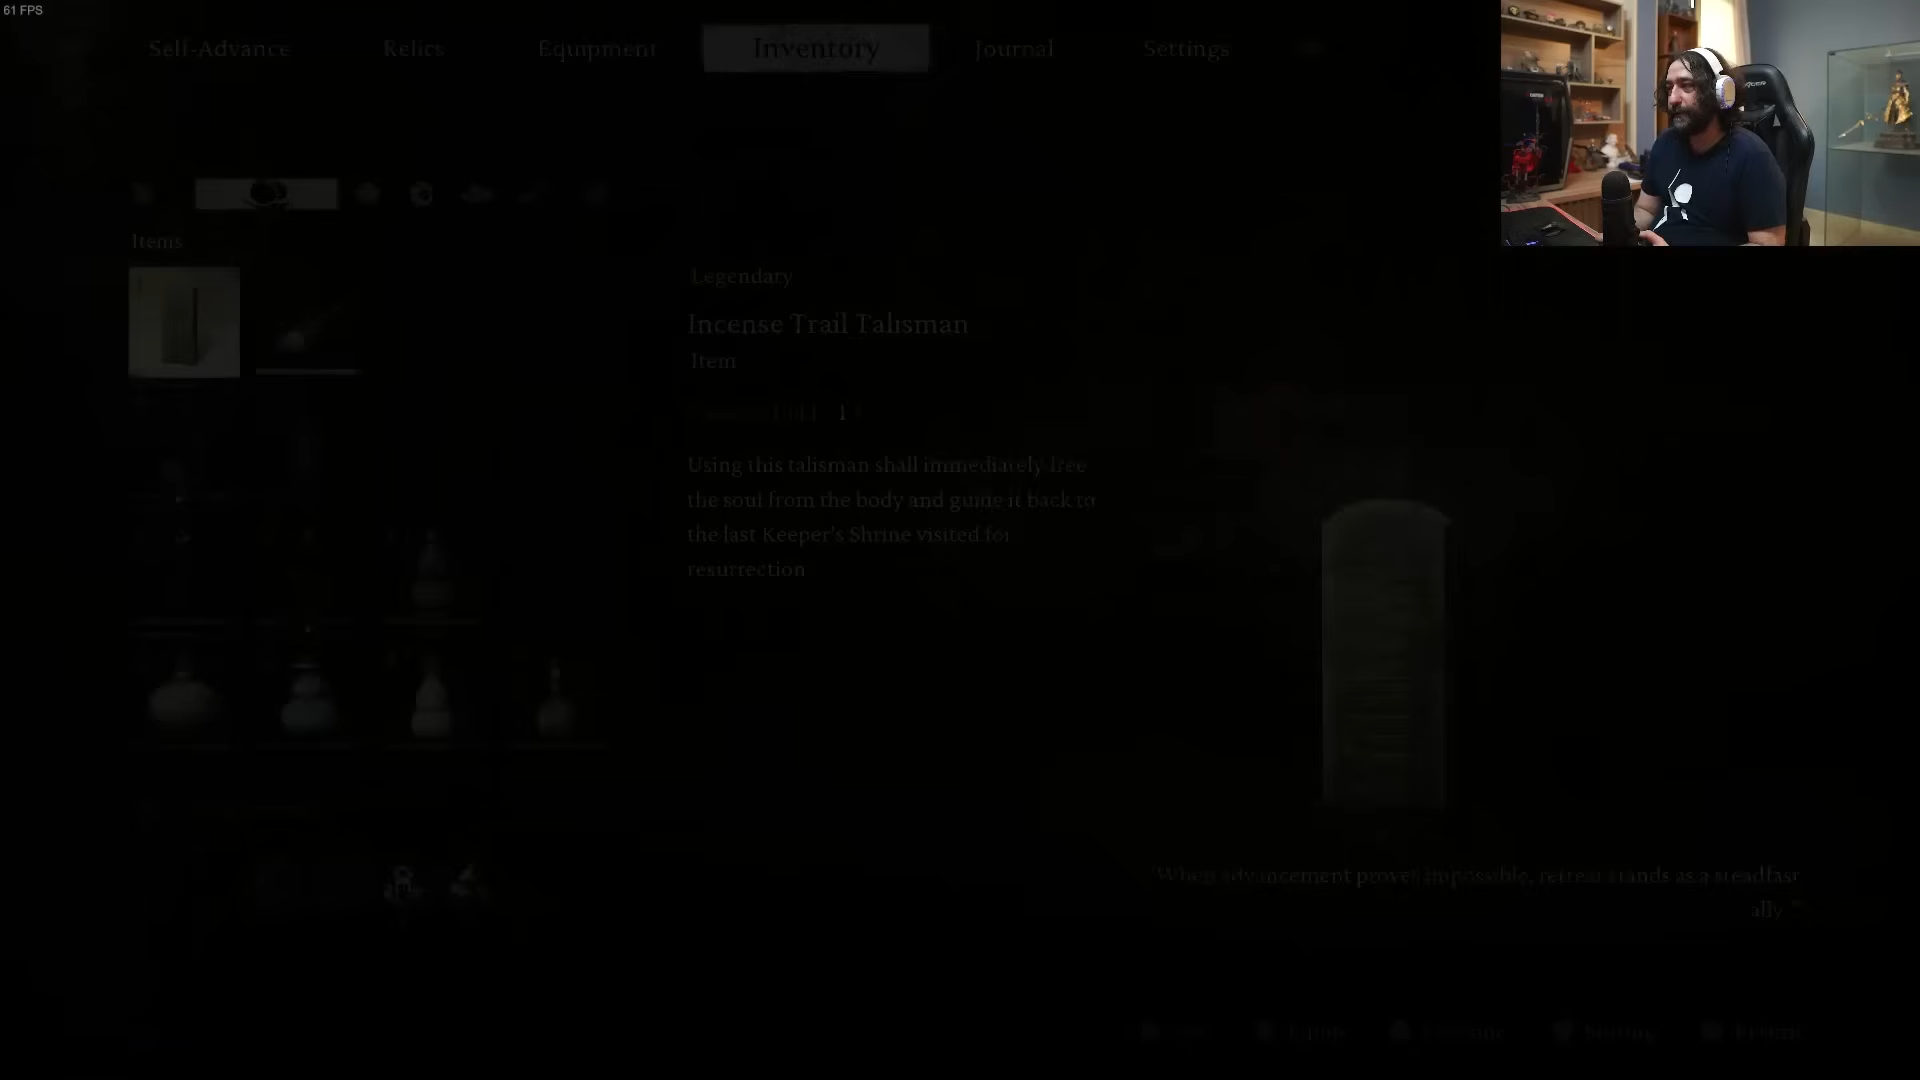 61 FPS
Self-Advance Relics Equipment Inventory Journal Settings
Items
Legendary
Incense Trail Talisman
Item
1
Using this talisman shall immediately free
the soul from the body and guide it back to
the last Keeper's Shrine visited for
resurrection
"When advancement proves impossible, retreat stands as a steadfast
ally."